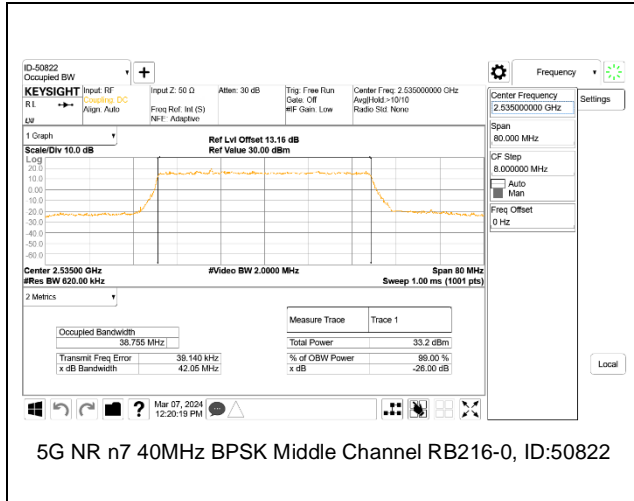 ID-50822
Occupied BW
Frequency
KEYSIGHT
RL
Input: RF
Coupling: DC
Align: Auto
Input Z: 50 Ω
Freq Ref: Int (S)
NFE: Adaptive
Atten: 30 dB
Trig: Free Run
Gate: Off
#IF Gain: Low
Center Freq: 2.535000000 GHz
Avg|Hold:>10/10
Radio Std: None
Center Frequency
2.535000000 GHz
Settings
Span
80.000 MHz
CF Step
8.000000 MHz
Auto
Man
Freq Offset
0 Hz
1 Graph
Scale/Div 10.0 dB
Ref Lvl Offset 13.16 dB
Ref Value 30.00 dBm
Log
20.0
10.0
0.00
-10.0
-20.0
-30.0
-40.0
-50.0
-60.0
Center 2.53500 GHz
#Res BW 620.00 kHz
#Video BW 2.0000 MHz
Span 80 MHz
Sweep 1.00 ms (1001 pts)
2 Metrics
Occupied Bandwidth
38.755 MHz
Transmit Freq Error 39.140 kHz
x dB Bandwidth 42.05 MHz
Measure Trace Trace 1
Total Power 33.2 dBm
% of OBW Power 99.00 %
x dB -26.00 dB
Local
?
Mar 07, 2024
12:20:19 PM
5G NR n7 40MHz BPSK Middle Channel RB216-0, ID:50822